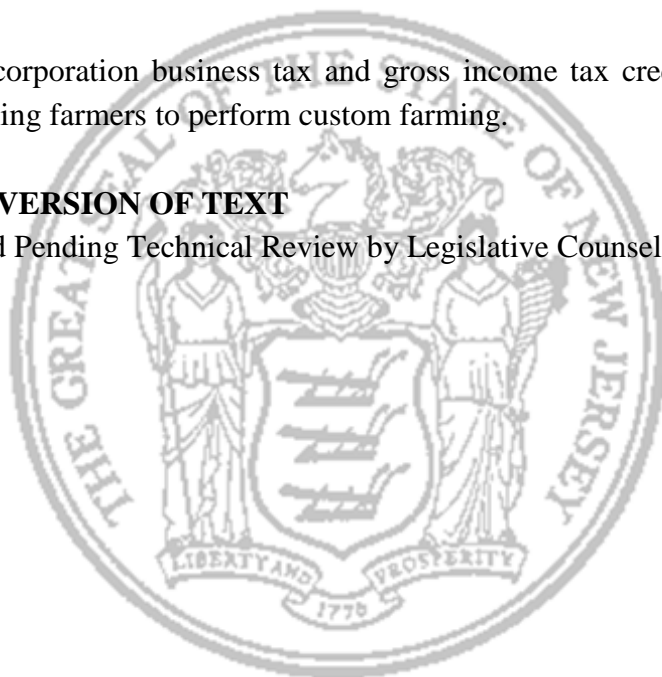 corporation business tax and gross income tax cre
ing farmers to perform custom farming.
VERSION OF TEXT
d Pending Technical Review by Legislative Counsel
THE GREAT SEAL OF THE STATE OF NEW JERSEY
LIBERTY AND PROSPERITY
1776